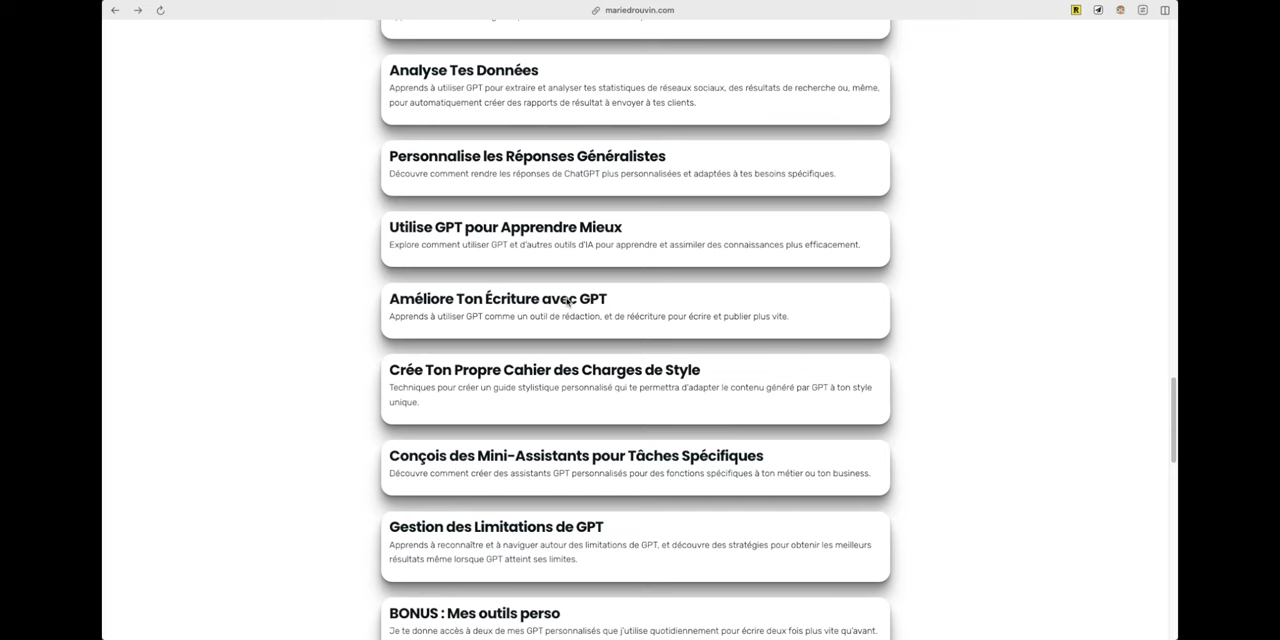 mariedrouvin.com
R
Analyse Tes Données
Apprends à utiliser GPT pour extraire et analyser tes statistiques de réseaux sociaux, des résultats de recherche ou, même,
pour automatiquement créer des rapports de résultat à envoyer à tes clients.
Personnalise les Réponses Généralistes
Découvre comment rendre les réponses de ChatGPT plus personnalisées et adaptées à tes besoins spécifiques.
Utilise GPT pour Apprendre Mieux
Explore comment utiliser GPT et d'autres outils d'IA pour apprendre et assimiler des connaissances plus efficacement.
Améliore Ton Écriture avec GPT
Apprends à utiliser GPT comme un outil de rédaction, et de réécriture pour écrire et publier plus vite.
Crée Ton Propre Cahier des Charges de Style
Techniques pour créer un guide stylistique personnalisé qui te permettra d'adapter le contenu généré par GPT à ton style
unique.
Conçois des Mini-Assistants pour Tâches Spécifiques
Découvre comment créer des assistants GPT personnalisés pour des fonctions spécifiques à ton métier ou ton business.
Gestion des Limitations de GPT
Apprends à reconnaître et à naviguer autour des limitations de GPT, et découvre des stratégies pour obtenir les meilleurs
résultats même lorsque GPT atteint ses limites.
BONUS : Mes outils perso
Je te donne accès à deux de mes GPT personnalisés que j'utilise quotidiennement pour écrire deux fois plus vite qu'avant.